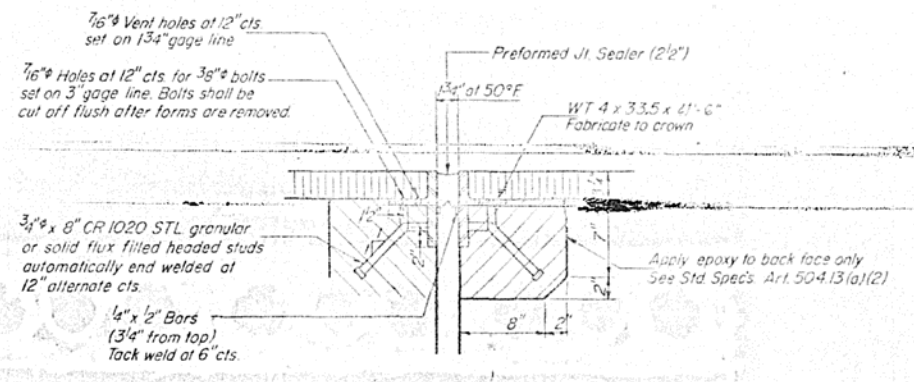 7/16"φ Vent holes at 12" cts.
set on 1 3/4" gage line
7/16"φ Holes at 12" cts. for 3/8"φ bolts
set on 3" gage line. Bolts shall be
cut off flush after forms are removed.
Preformed Jt. Sealer (2 1/2")
1 3/4" at 50°F
WT 4 x 33.5 x 41'-6"
Fabricate to crown
3/4"φ x 8" CR 1020 STL granular
or solid flux filled headed studs
automatically end welded at
12" alternate cts.
2"
7"
2"
Apply epoxy to back face only
See Std. Spec's. Art. 504.13(a)(2)
1/4" x 1/2" Bars
(3/4" from top)
Tack weld at 6" cts.
8"
2"